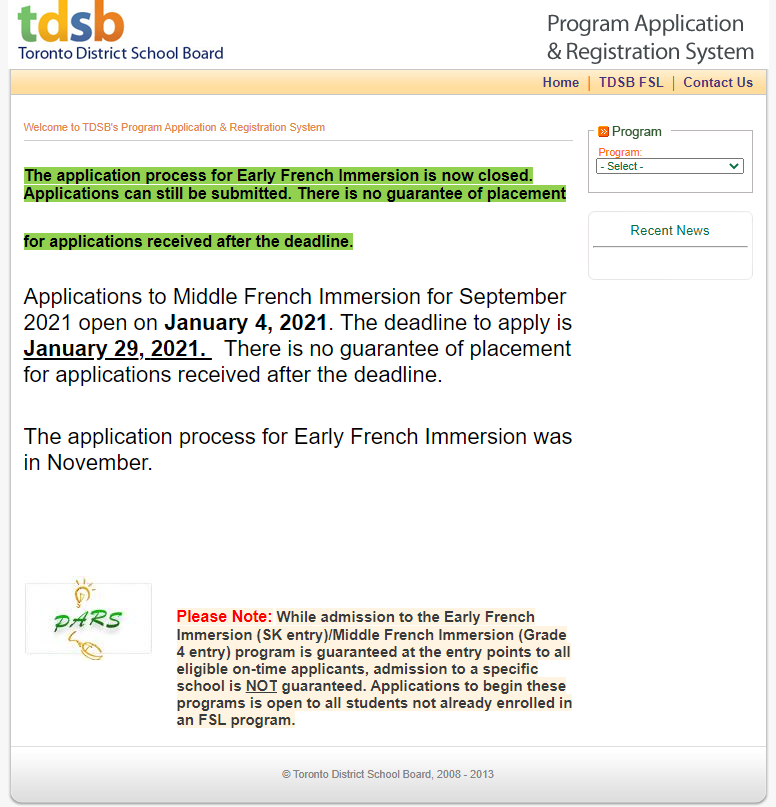 tdsb
Toronto District School Board
Program Application
& Registration System
Home | TDSB FSL | Contact Us
Welcome to TDSB's Program Application & Registration System
The application process for Early French Immersion is now closed.
Applications can still be submitted. There is no guarantee of placement
for applications received after the deadline.
Applications to Middle French Immersion for September
2021 open on January 4, 2021. The deadline to apply is
January 29, 2021. There is no guarantee of placement
for applications received after the deadline.
The application process for Early French Immersion was
in November.
Program
Program:
- Select -
Recent News
PARS
Please Note: While admission to the Early French
Immersion (SK entry)/Middle French Immersion (Grade
4 entry) program is guaranteed at the entry points to all
eligible on-time applicants, admission to a specific
school is NOT guaranteed. Applications to begin these
programs is open to all students not already enrolled in
an FSL program.
© Toronto District School Board, 2008 - 2013